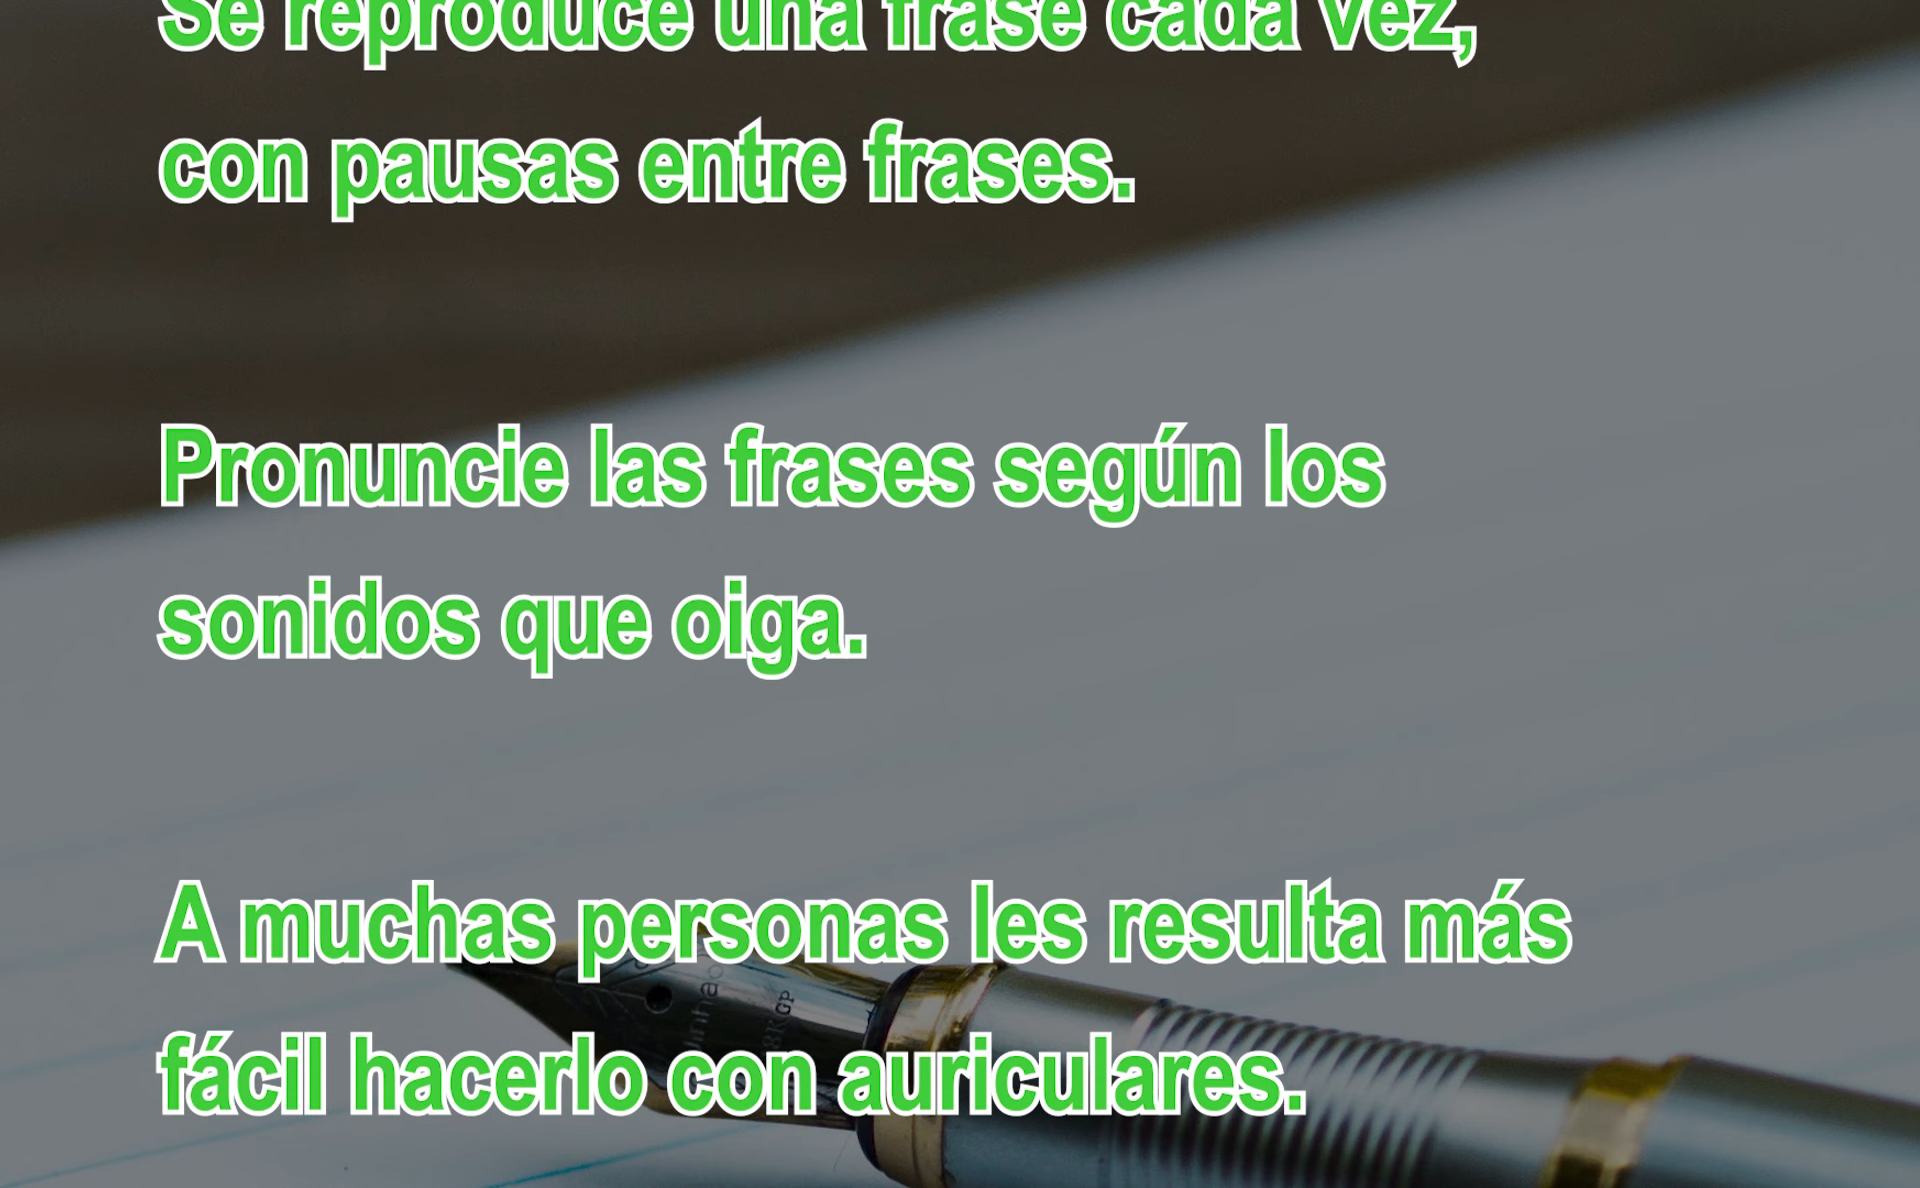 Se reproduce una frase cada vez,
con pausas entre frases.
Pronuncie las frases según los
sonidos que oiga.
A muchas personas les resulta más
fácil hacerlo con auriculares.